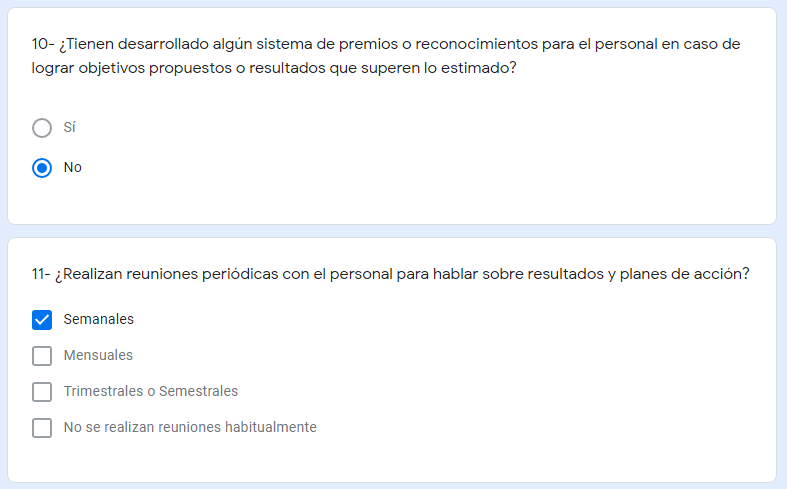 10- ¿Tienen desarrollado algún sistema de premios o reconocimientos para el personal en caso de
lograr objetivos propuestos o resultados que superen lo estimado?
Sí
No
11- ¿Realizan reuniones periódicas con el personal para hablar sobre resultados y planes de acción?
Semanales
Mensuales
Trimestrales o Semestrales
No se realizan reuniones habitualmente